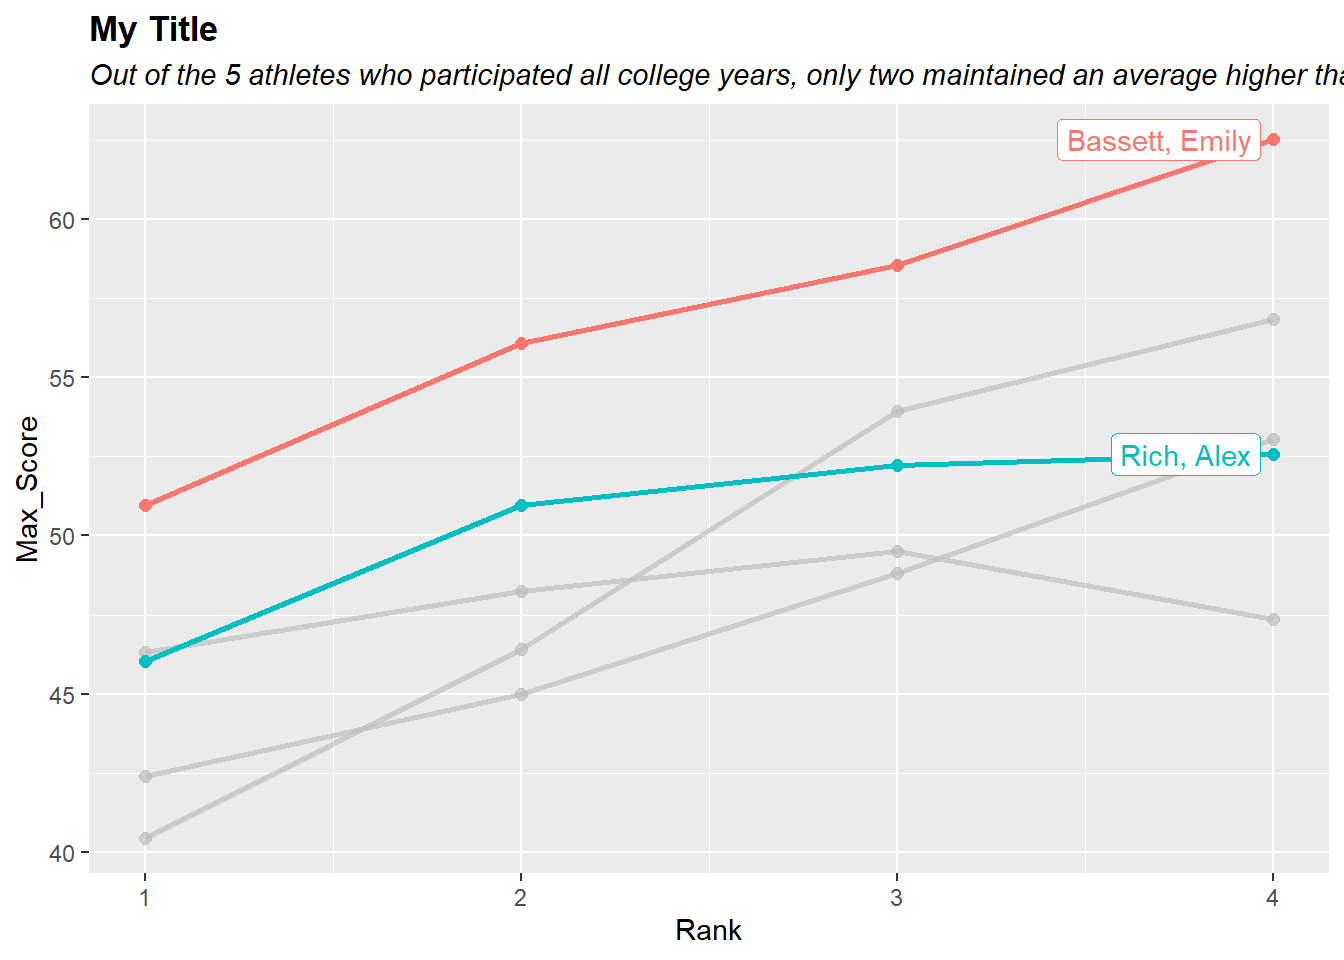 My Title
Out of the 5 athletes who participated all college years, only two maintained an average higher
Bassett, Emily
Rich, Alex
60
55
50
45
40
Max_Score
1 2 3 4
Rank